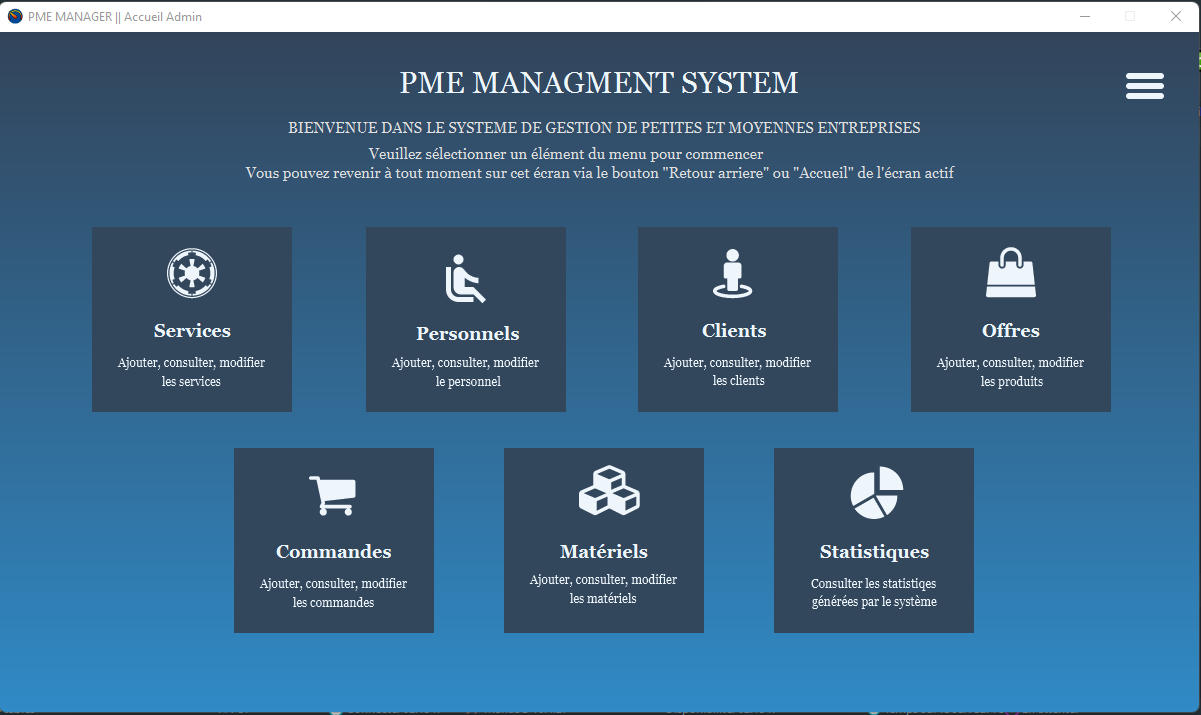 PME MANAGER || Accueil Admin
PME MANAGMENT SYSTEM
BIENVENUE DANS LE SYSTEME DE GESTION DE PETITES ET MOYENNES ENTREPRISES
Veuillez sélectionner un élément du menu pour commencer
Vous pouvez revenir à tout moment sur cet écran via le bouton "Retour arriere" ou "Accueil" de l'écran actif
Services
Ajouter, consulter, modifier
les services
Personnels
Ajouter, consulter, modifier
le personnel
Clients
Ajouter, consulter, modifier
les clients
Offres
Ajouter, consulter, modifier
les produits
Commandes
Ajouter, consulter, modifier
les commandes
Matériels
Ajouter, consulter, modifier
les matériels
Statistiques
Consulter les statistiqes
générées par le système